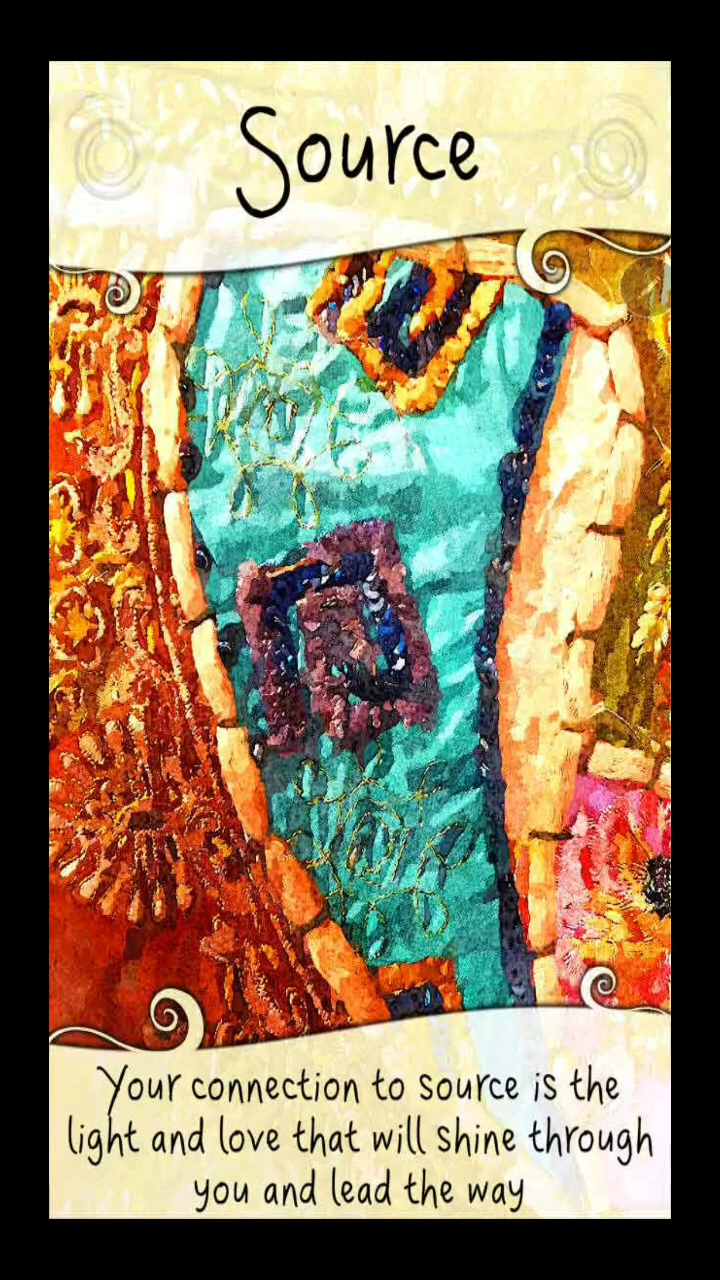 Source
Your connection to source is the
light and love that will shine through
you and lead the way